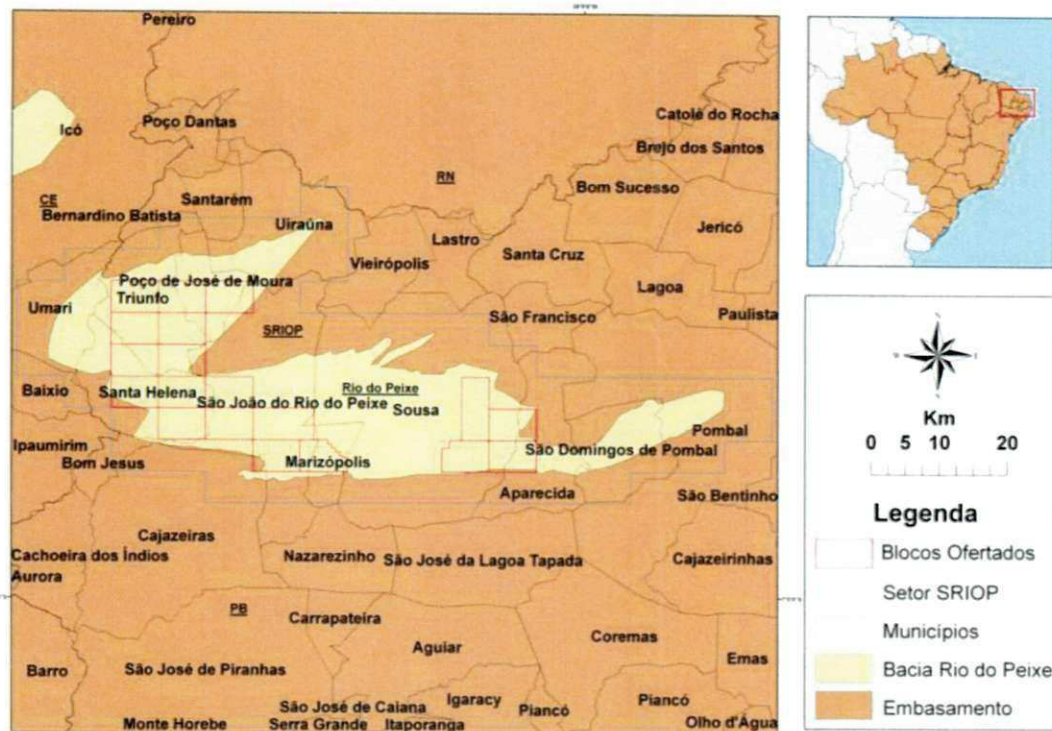 Pereiro
Icó
Poço Dantas
Catolé do Rocha
Brejo dos Santos
RN
CE
Santarém
Bom Sucesso
Bernardino Batista
Uiraúna
Lastro
Jericó
Vieirópolis
Santa Cruz
Poço de José de Moura
Triunfo
Lagoa
Umari
São Francisco
Paulista
SRIOP
Baixio
Santa Helena
Rio do Peixe
São João do Rio do Peixe
Sousa
Ipaumirim
Pombal
São Domingos de Pombal
Bom Jesus
Marizópolis
Aparecida
São Bentinho
Cajazeiras
Cachoeira dos Índios
Nazarezinho
São José da Lagoa Tapada
Cajazeirinhas
Aurora
PB
Carrapateira
Coremas
Aguiar
Emas
Barro
São José de Piranhas
Igaracy
Piancó
Piancó
São José de Caiana
Monte Horebe
Serra Grande
Itaporanga
Olho d'Água
N
W
E
S
Km
0 5 10 20
Legenda
Blocos Ofertados
Setor SRIOP
Municípios
Bacia Rio do Peixe
Embasamento